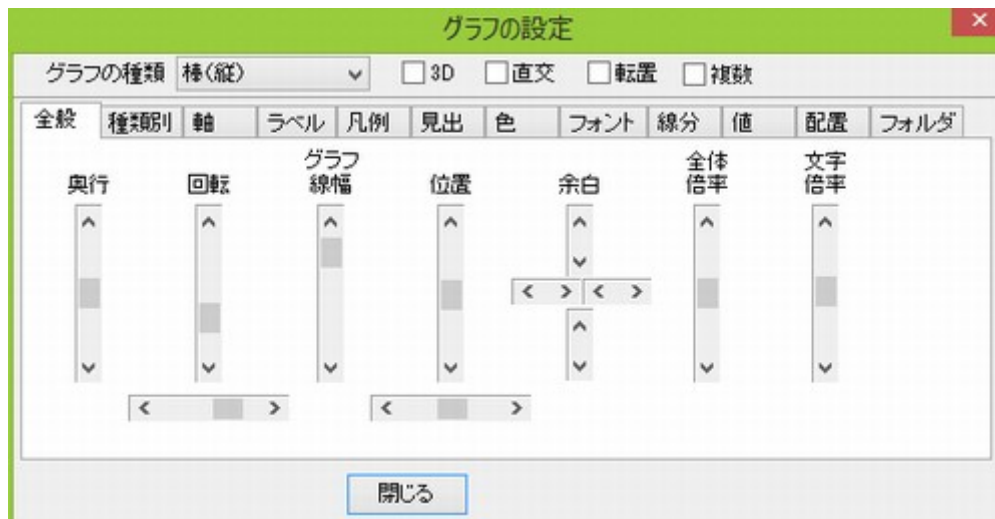 グラフの設定
グラフの種類 棒(縦) 3D 直交 転置 複数
全般 種類別 軸 ラベル 凡例 見出 色 フォント 線分 値 配置 フォルダ
奥行 回転 グラフ線幅 位置 余白 全体倍率 文字倍率
閉じる